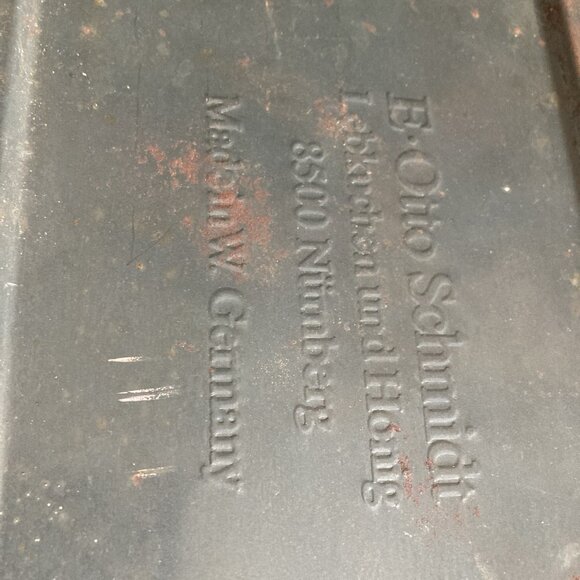 E·Otto Schmidt
Lebkuchen und Honig
8500 Nürnberg
Made in W. Germany